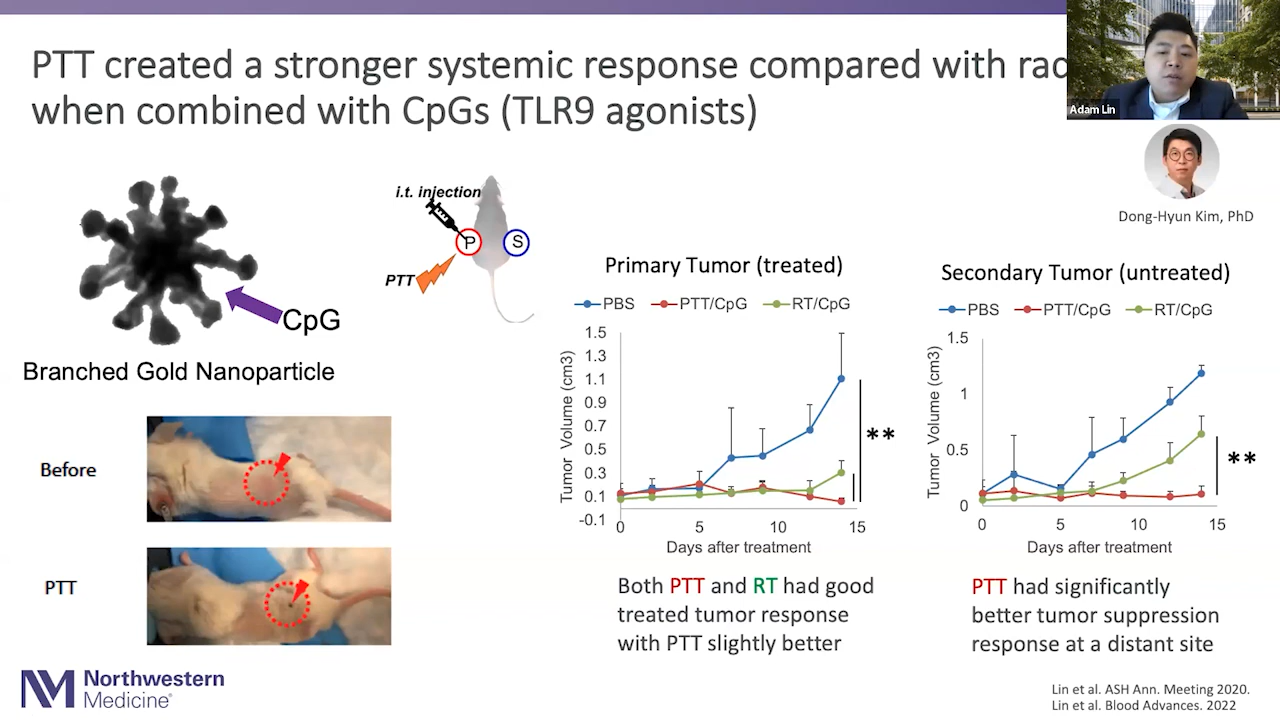 PTT created a stronger systemic response compared with rad
when combined with CpGs (TLR9 agonists)
Adam Lin
Dong-Hyun Kim, PhD
i.t. injection
P
S
PTT
CpG
Branched Gold Nanoparticle
Before
PTT
Primary Tumor (treated)
PBS PTT/CpG RT/CpG
Tumor Volume (cm3)
1.5
1.3
1.1
0.9
0.7
0.5
0.3
0.1
-0.1
0 5 10 15
Days after treatment
**
Both PTT and RT had good
treated tumor response
with PTT slightly better
Secondary Tumor (untreated)
PBS PTT/CpG RT/CpG
Tumor Volume (cm3)
1.5
1
0.5
0
0 5 10 15
Days after treatment
**
PTT had significantly
better tumor suppression
response at a distant site
NM Northwestern
Medicine®
Lin et al. ASH Ann. Meeting 2020.
Lin et al. Blood Advances. 2022